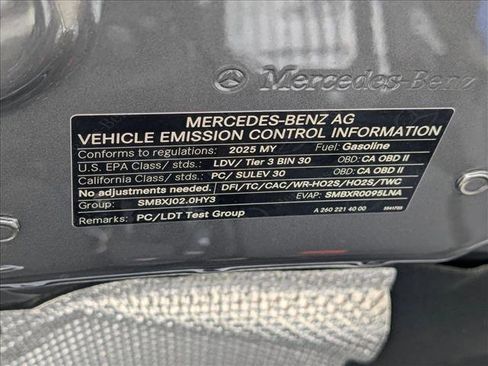 Mercedes-Benz
MERCEDES-BENZ AG
VEHICLE EMISSION CONTROL INFORMATION
Conforms to regulations: 2025 MY Fuel: Gasoline
U.S. EPA Class / stds.: LDV/ Tier 3 BIN 30 OBD: CA OBD II
California Class / stds.: PC/ SULEV 30 OBD: CA OBD II
No adjustments needed. DFI/TC/CAC/WR-HO2S/HO2S/TWC
Group: SMBXJ02.0HY3 EVAP: SMBXR0095LNA
Remarks: PC/LDT Test Group A 260 221 40 00